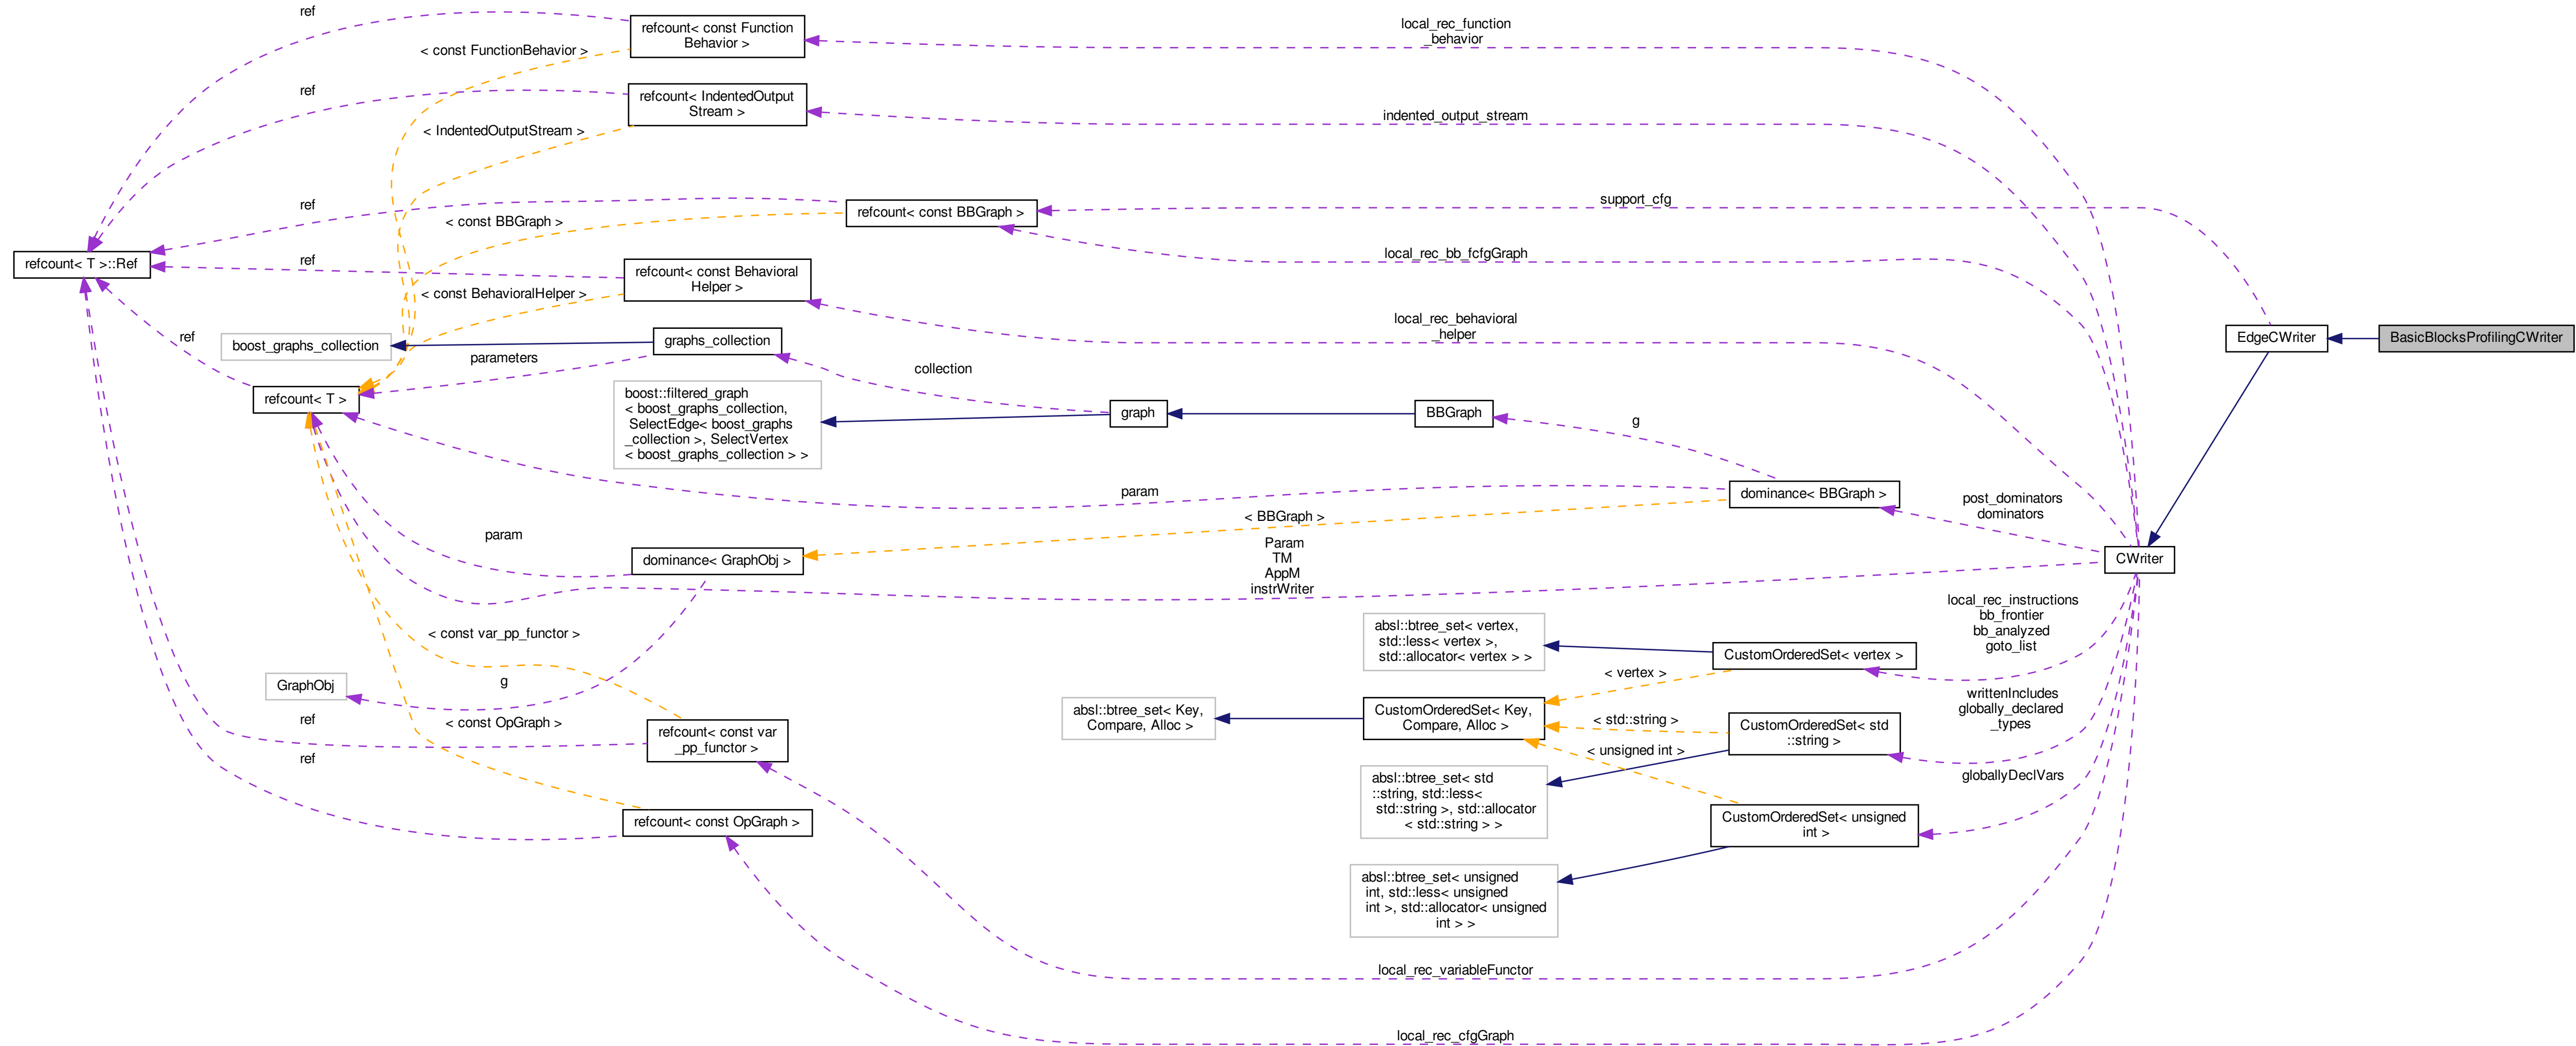 ref
refcount< const Function
Behavior >
local_rec_function
_behavior
< const FunctionBehavior >
ref
refcount< IndentedOutput
Stream >
indented_output_stream
< IndentedOutputStream >
ref
refcount< const BBGraph >
support_cfg
< const BBGraph >
local_rec_bb_fcfgGraph
refcount< T >::Ref
ref
refcount< const Behavioral
Helper >
< const BehavioralHelper >
local_rec_behavioral
_helper
ref
boost_graphs_collection
graphs_collection
EdgeCWriter
BasicBlocksProfilingCWriter
parameters
collection
refcount< T >
boost::filtered_graph
< boost_graphs_collection,
SelectEdge< boost_graphs
_collection >, SelectVertex
< boost_graphs_collection > >
graph
BBGraph
g
param
dominance< BBGraph >
post_dominators
dominators
< BBGraph >
param
dominance< GraphObj >
Param
TM
AppM
instrWriter
CWriter
< const var_pp_functor >
absl::btree_set< vertex,
std::less< vertex >,
std::allocator< vertex > >
CustomOrderedSet< vertex >
local_rec_instructions
bb_frontier
bb_analyzed
goto_list
GraphObj
g
< vertex >
absl::btree_set< Key,
Compare, Alloc >
CustomOrderedSet< Key,
Compare, Alloc >
< std::string >
CustomOrderedSet< std
::string >
writtenIncludes
globally_declared
_types
ref
< const OpGraph >
refcount< const var
_pp_functor >
< unsigned int >
ref
absl::btree_set< std
::string, std::less<
std::string >, std::allocator
< std::string > >
globallyDeclVars
refcount< const OpGraph >
CustomOrderedSet< unsigned
int >
absl::btree_set< unsigned
int, std::less< unsigned
int >, std::allocator< unsigned
int > >
local_rec_variableFunctor
local_rec_cfgGraph